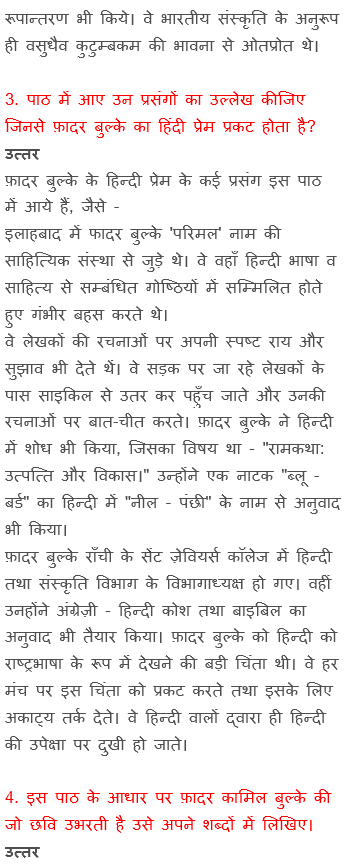 रूपान्तरण भी किये। वे भारतीय संस्कृति के अनुरूप
ही वसुधैव कुटुम्बकम की भावना से ओतप्रोत थे।
3. पाठ में आए उन प्रसंगों का उल्लेख कीजिए
जिनसे फ़ादर बुल्के का हिंदी प्रेम प्रकट होता है?
उत्तर
फ़ादर बुल्के के हिन्दी प्रेम के कई प्रसंग इस पाठ
में आये हैं, जैसे -
इलाहबाद में फादर बुल्के 'परिमल' नाम की
साहित्यिक संस्था से जुड़े थे। वे वहाँ हिन्दी भाषा व
साहित्य से सम्बंधित गोष्ठियों में सम्मिलित होते
हुए गंभीर बहस करते थे।
वे लेखकों की रचनाओं पर अपनी स्पष्ट राय और
सुझाव भी देते थें। वे सड़क पर जा रहे लेखकों के
पास साइकिल से उतर कर पहुँच जाते और उनकी
रचनाओं पर बात-चीत करते। फ़ादर बुल्के ने हिन्दी
में शोध भी किया, जिसका विषय था - "रामकथा:
उत्पत्ति और विकास।" उन्होंने एक नाटक "ब्लू -
बर्ड" का हिन्दी में "नील - पंछी" के नाम से अनुवाद
भी किया।
फ़ादर बुल्के राँची के सेंट ज़ेवियर्स कॉलेज में हिन्दी
तथा संस्कृति विभाग के विभागाध्यक्ष हो गए। वहीं
उनहोंने अंग्रेज़ी - हिन्दी कोश तथा बाइबिल का
अनुवाद भी तैयार किया। फ़ादर बुल्के को हिन्दी को
राष्ट्रभाषा के रूप में देखने की बड़ी चिंता थी। वे हर
मंच पर इस चिंता को प्रकट करते तथा इसके लिए
अकाट्य तर्क देते। वे हिन्दी वालों द्वारा ही हिन्दी
की उपेक्षा पर दुखी हो जाते।
4. इस पाठ के आधार पर फ़ादर कामिल बुल्के की
जो छवि उभरती है उसे अपने शब्दों में लिखिए।
उत्तर